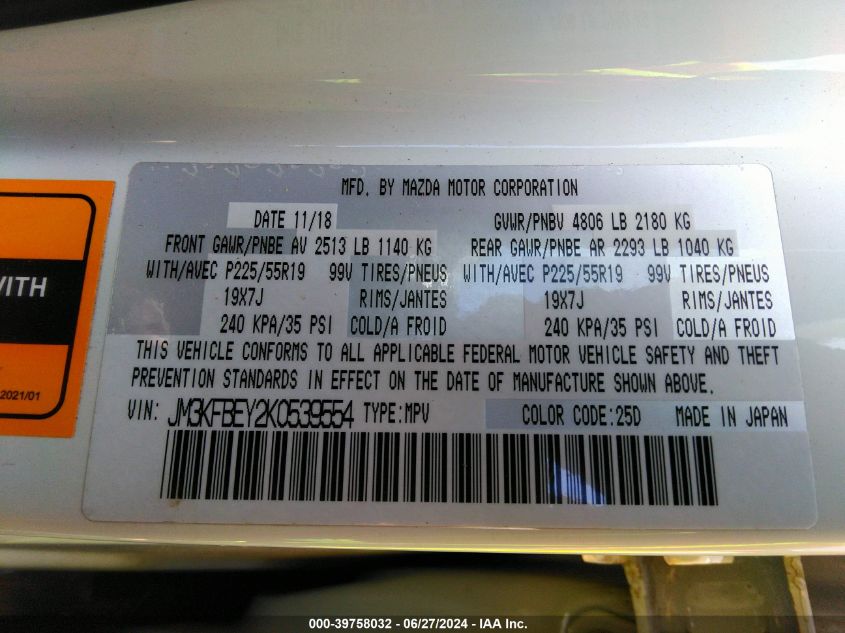 MFD. BY MAZDA MOTOR CORPORATION
DATE 11/18 GVWR/PNBV 4806 LB 2180 KG
FRONT GAWR/PNBE AV 2513 LB 1140 KG REAR GAWR/PNBE AR 2293 LB 1040 KG
WITH/AVEC P225/55R19 99V TIRES/PNEUS WITH/AVEC P225/55R19 99V TIRES/PNEUS
19X7J RIMS/JANTES 19X7J RIMS/JANTES
240 KPA/35 PSI COLD/A FROID 240 KPA/35 PSI COLD/A FROID
THIS VEHICLE CONFORMS TO ALL APPLICABLE FEDERAL MOTOR VEHICLE SAFETY AND THEFT
PREVENTION STANDARDS IN EFFECT ON THE DATE OF MANUFACTURE SHOWN ABOVE.
VIN: JM3KFBEY2K0539554 TYPE:MPV COLOR CODE:25D MADE IN JAPAN
WITH
2021/01
000-39758032 - 06/27/2024 - IAA Inc.